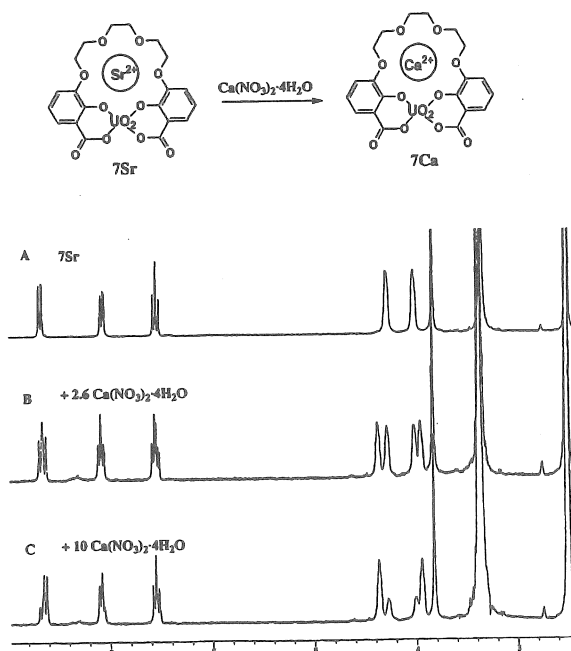 O O O O
O Sr²⁺ O O Ca²⁺ O
Ca(NO₃)₂·4H₂O
O O O O
UO₂ UO₂
O O O O
O O O O
7Sr 7Ca
A 7Sr
B + 2.6 Ca(NO₃)₂·4H₂O
C + 10 Ca(NO₃)₂·4H₂O